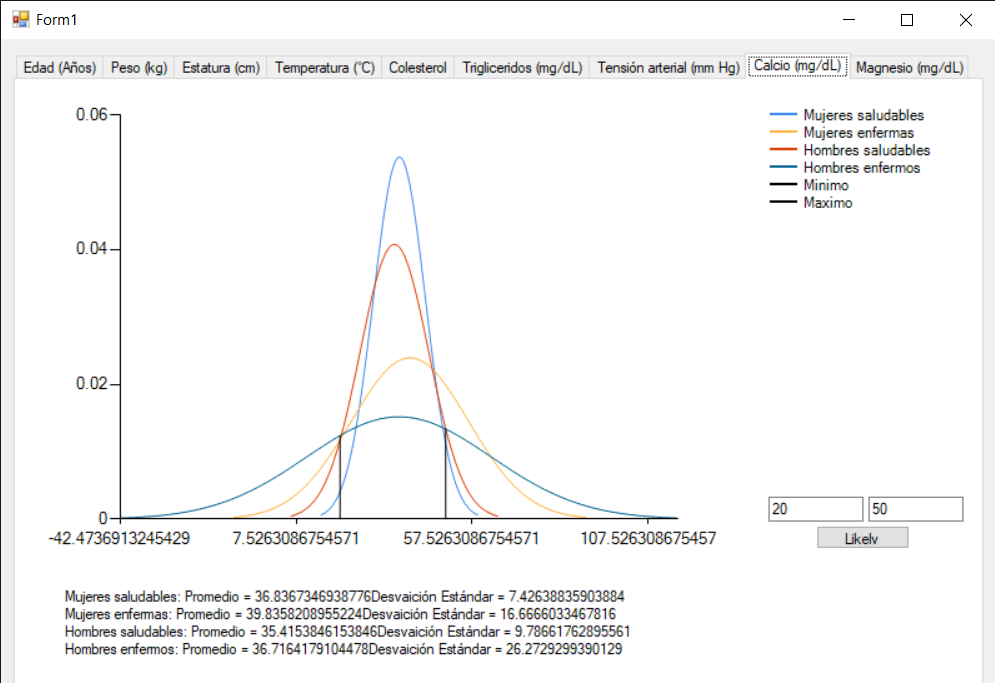 Form1
Edad (Años) Peso (kg) Estatura (cm) Temperatura (°C) Colesterol Trigliceridos (mg/dL) Tensión arterial (mm Hg) Calcio (mg/dL) Magnesio (mg/dL)
0.06
0.04
0.02
0
-42.4736913245429 7.52630867545711 57.5263086754571 107.526308675457
Mujeres saludables
Mujeres enfermas
Hombres saludables
Hombres enfermos
Minimo
Maximo
20 50
Likely
Mujeres saludables: Promedio = 36.8367346938776Desvaición Estándar = 7.42638835903884
Mujeres enfermas: Promedio = 39.8358208955224Desvaición Estándar = 16.6666033467816
Hombres saludables: Promedio = 35.4153846153846Desvaición Estándar = 9.78661762895561
Hombres enfermos: Promedio = 36.7164179104478Desvaición Estándar = 26.2729299390129